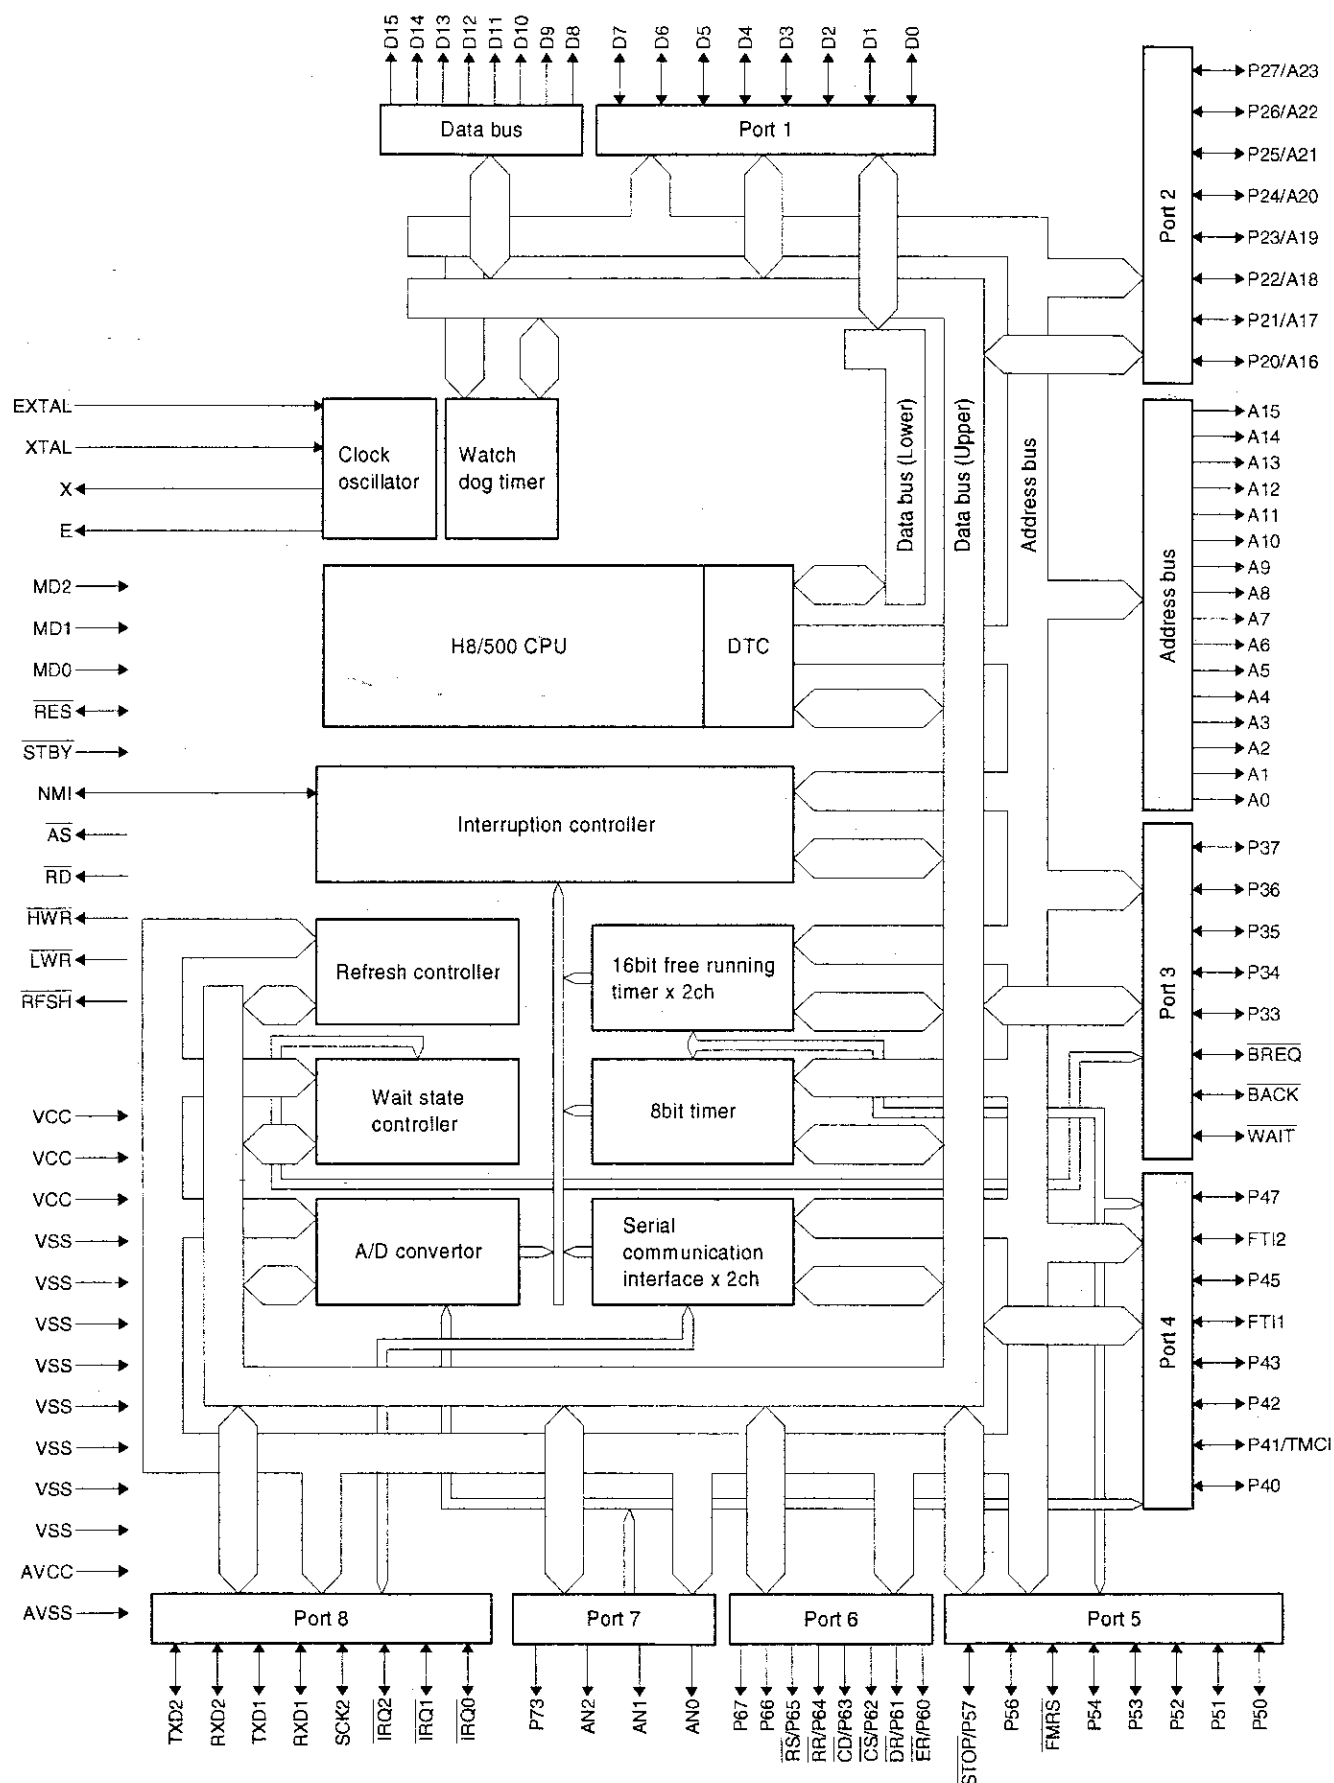 D15
D14
D13
D12
D11
D10
D9
D8
D7
D6
D5
D4
D3
D2
D1
D0
Data bus
Port 1
Port 2
P27/A23
P26/A22
P25/A21
P24/A20
P23/A19
P22/A18
P21/A17
P20/A16
EXTAL
XTAL
X
E
Clock
oscillator
Watch
dog timer
Data bus (Lower)
Data bus (Upper)
Address bus
Address bus
A15
A14
A13
A12
A11
A10
A9
A8
A7
A6
A5
A4
A3
A2
A1
A0
MD2
MD1
MD0
RES
STBY
NMI
AS
RD
HWR
LWR
RFSH
H8/500 CPU
DTC
Interruption controller
Refresh controller
16bit free running
timer x 2ch
Wait state
controller
8bit timer
A/D convertor
Serial
communication
interface x 2ch
Port 3
P37
P36
P35
P34
P33
BREQ
BACK
WAIT
VCC
VCC
VCC
VSS
VSS
VSS
VSS
VSS
VSS
VSS
VSS
AVCC
AVSS
Port 4
P47
FTI2
P45
FTI1
P43
P42
P41/TMCI
P40
Port 8
Port 7
Port 6
Port 5
TXD2
RXD2
TXD1
RXD1
SCK2
IRQ2
IRQ1
IRQ0
P73
AN2
AN1
AN0
P67
P66
RS/P65
RR/P64
CD/P63
CS/P62
DR/P61
ER/P60
STOP/P57
P56
FMRS
P54
P53
P52
P51
P50